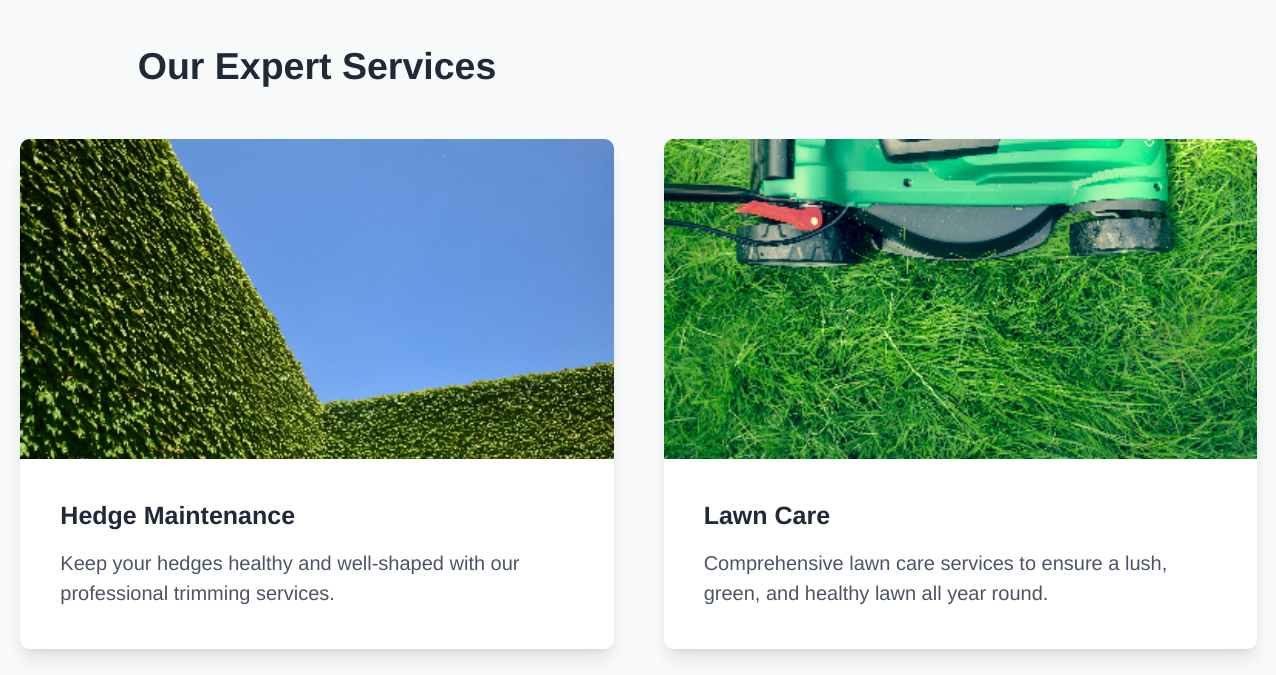 Our Expert Services
Hedge Maintenance
Keep your hedges healthy and well-shaped with our
professional trimming services.
Lawn Care
Comprehensive lawn care services to ensure a lush,
green, and healthy lawn all year round.